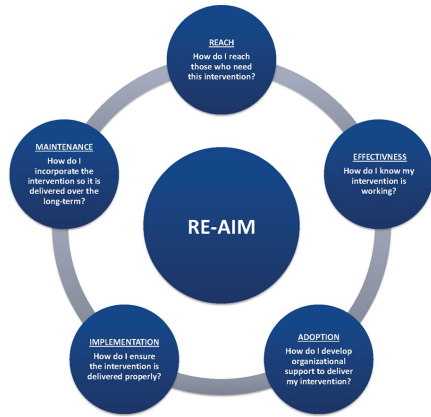 REACH
How do I reach
those who need
this intervention?
EFFECTIVNESS
How do I know my
intervention is
working?
ADOPTION
How do I develop
organizational
support to deliver
my intervention?
IMPLEMENTATION
How do I ensure
the intervention
is delivered properly?
MAINTENANCE
How do I
incorporate the
intervention so it is
delivered over the
long-term?
RE-AIM